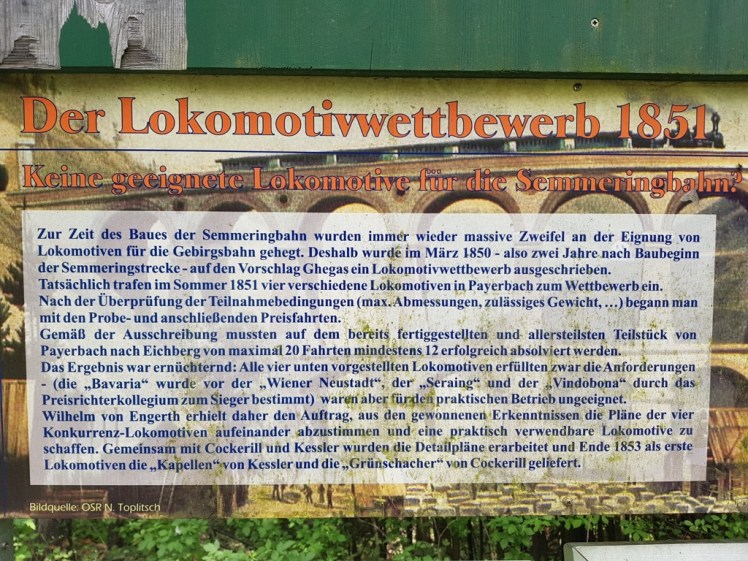 Der Lokomotivwettbewerb 1851
Keine geeignete Lokomotive für die Semmeringbahn?
Zur Zeit des Baues der Semmeringbahn wurden immer wieder massive Zweifel an der Eignung von
Lokomotiven für die Gebirgsbahn gehegt. Deshalb wurde im März 1850 - also zwei Jahre nach Baubeginn
der Semmeringstrecke - auf den Vorschlag Ghegas ein Lokomotivwettbewerb ausgeschrieben.
Tatsächlich trafen im Sommer 1851 vier verschiedene Lokomotiven in Payerbach zum Wettbewerb ein.
Nach der Überprüfung der Teilnahmebedingungen (max. Abmessungen, zulässiges Gewicht, ...) begann man
mit den Probe- und anschließenden Preisfahrten.
Gemäß der Ausschreibung mussten auf dem bereits fertiggestellten und allersteilsten Teilstück von
Payerbach nach Eichberg von maximal 20 Fahrten mindestens 12 erfolgreich absolviert werden.
Das Ergebnis war ernüchternd: Alle vier unten vorgestellten Lokomotiven erfüllten zwar die Anforderungen
- (die „Bavaria“ wurde vor der „Wiener Neustadt“, der „Seraing“ und der „Vindobona“ durch das
Preisrichterkollegium zum Sieger bestimmt) waren aber für den praktischen Betrieb ungeeignet.
Wilhelm von Engerth erhielt daher den Auftrag, aus den gewonnenen Erkenntnissen die Pläne der vier
Konkurrenz-Lokomotiven aufeinander abzustimmen und eine praktisch verwendbare Lokomotive zu
schaffen. Gemeinsam mit Cockerill und Kessler wurden die Detailpläne erarbeitet und Ende 1853 als erste
Lokomotiven die „Kapellen“ von Kessler und die „Grünschacher“ von Cockerill geliefert.
Bildquelle: OSR N. Toplitsch